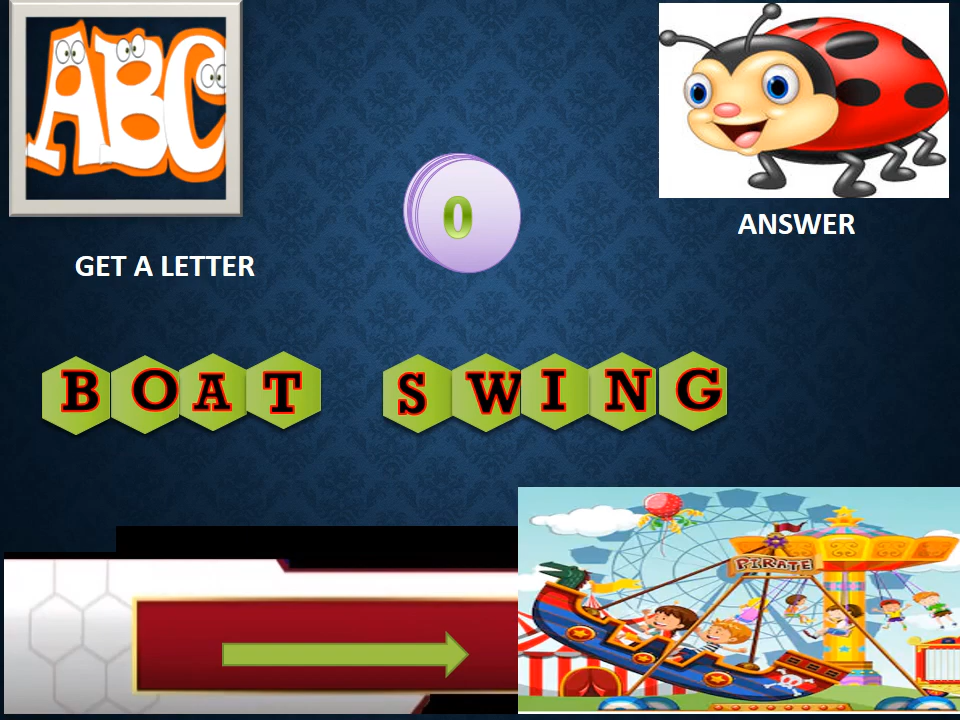 ABC
0
ANSWER
GET A LETTER
BOAT SWING
PIRATE